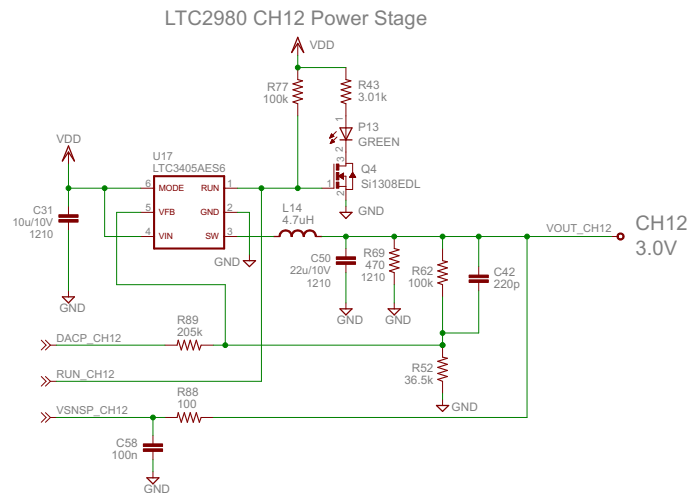 LTC2980 CH12 Power Stage
VDD
R77
100k
R43
3.01k
1
P13
GREEN
2
VDD
U17
LTC3405AES6
3
Q4
Si1308EDL
1
2
6 MODE RUN 1
5 VFB GND 2
4 VIN SW 3
C31
10u/10V
1210
GND
L14
4.7uH
GND
VOUT_CH12
CH12
3.0V
C50
22u/10V
1210
R69
470
1210
R62
100k
C42
220p
GND
GND
GND
DACP_CH12
R89
205k
R52
36.5k
RUN_CH12
GND
VSNSP_CH12
R88
100
C58
100n
GND